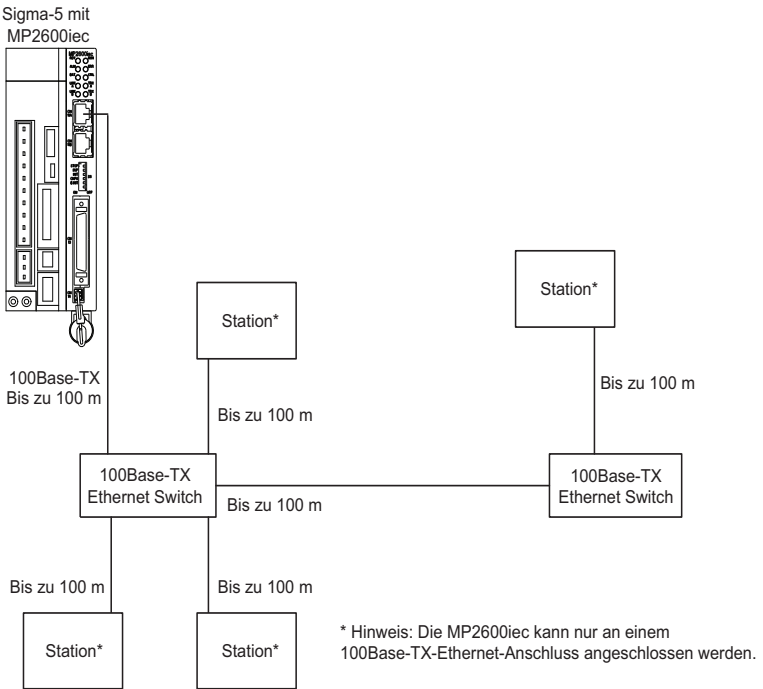 Sigma-5 mit
MP2600iec
MP2600iec
Station*
Station*
100Base-TX
Bis zu 100 m
Bis zu 100 m
Bis zu 100 m
100Base-TX
Ethernet Switch
100Base-TX
Ethernet Switch
Bis zu 100 m
Bis zu 100 m
Bis zu 100 m
Station*
Station*
* Hinweis: Die MP2600iec kann nur an einem
100Base-TX-Ethernet-Anschluss angeschlossen werden.